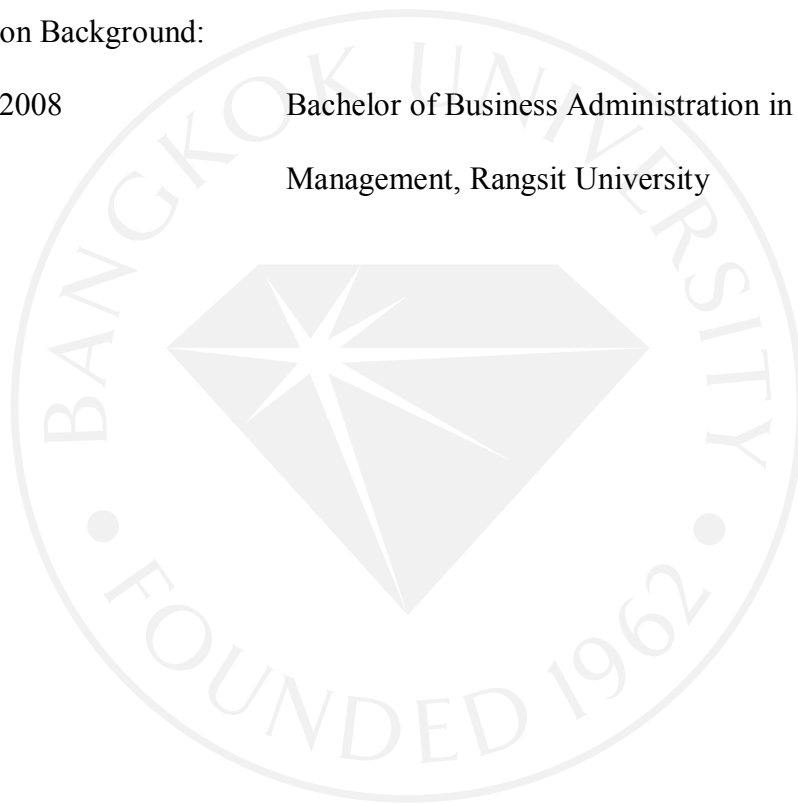 on Background:
2008 Bachelor of Business Administration in
Management, Rangsit University
BANGKOK UNIVERSITY
• FOUNDED 1962 •